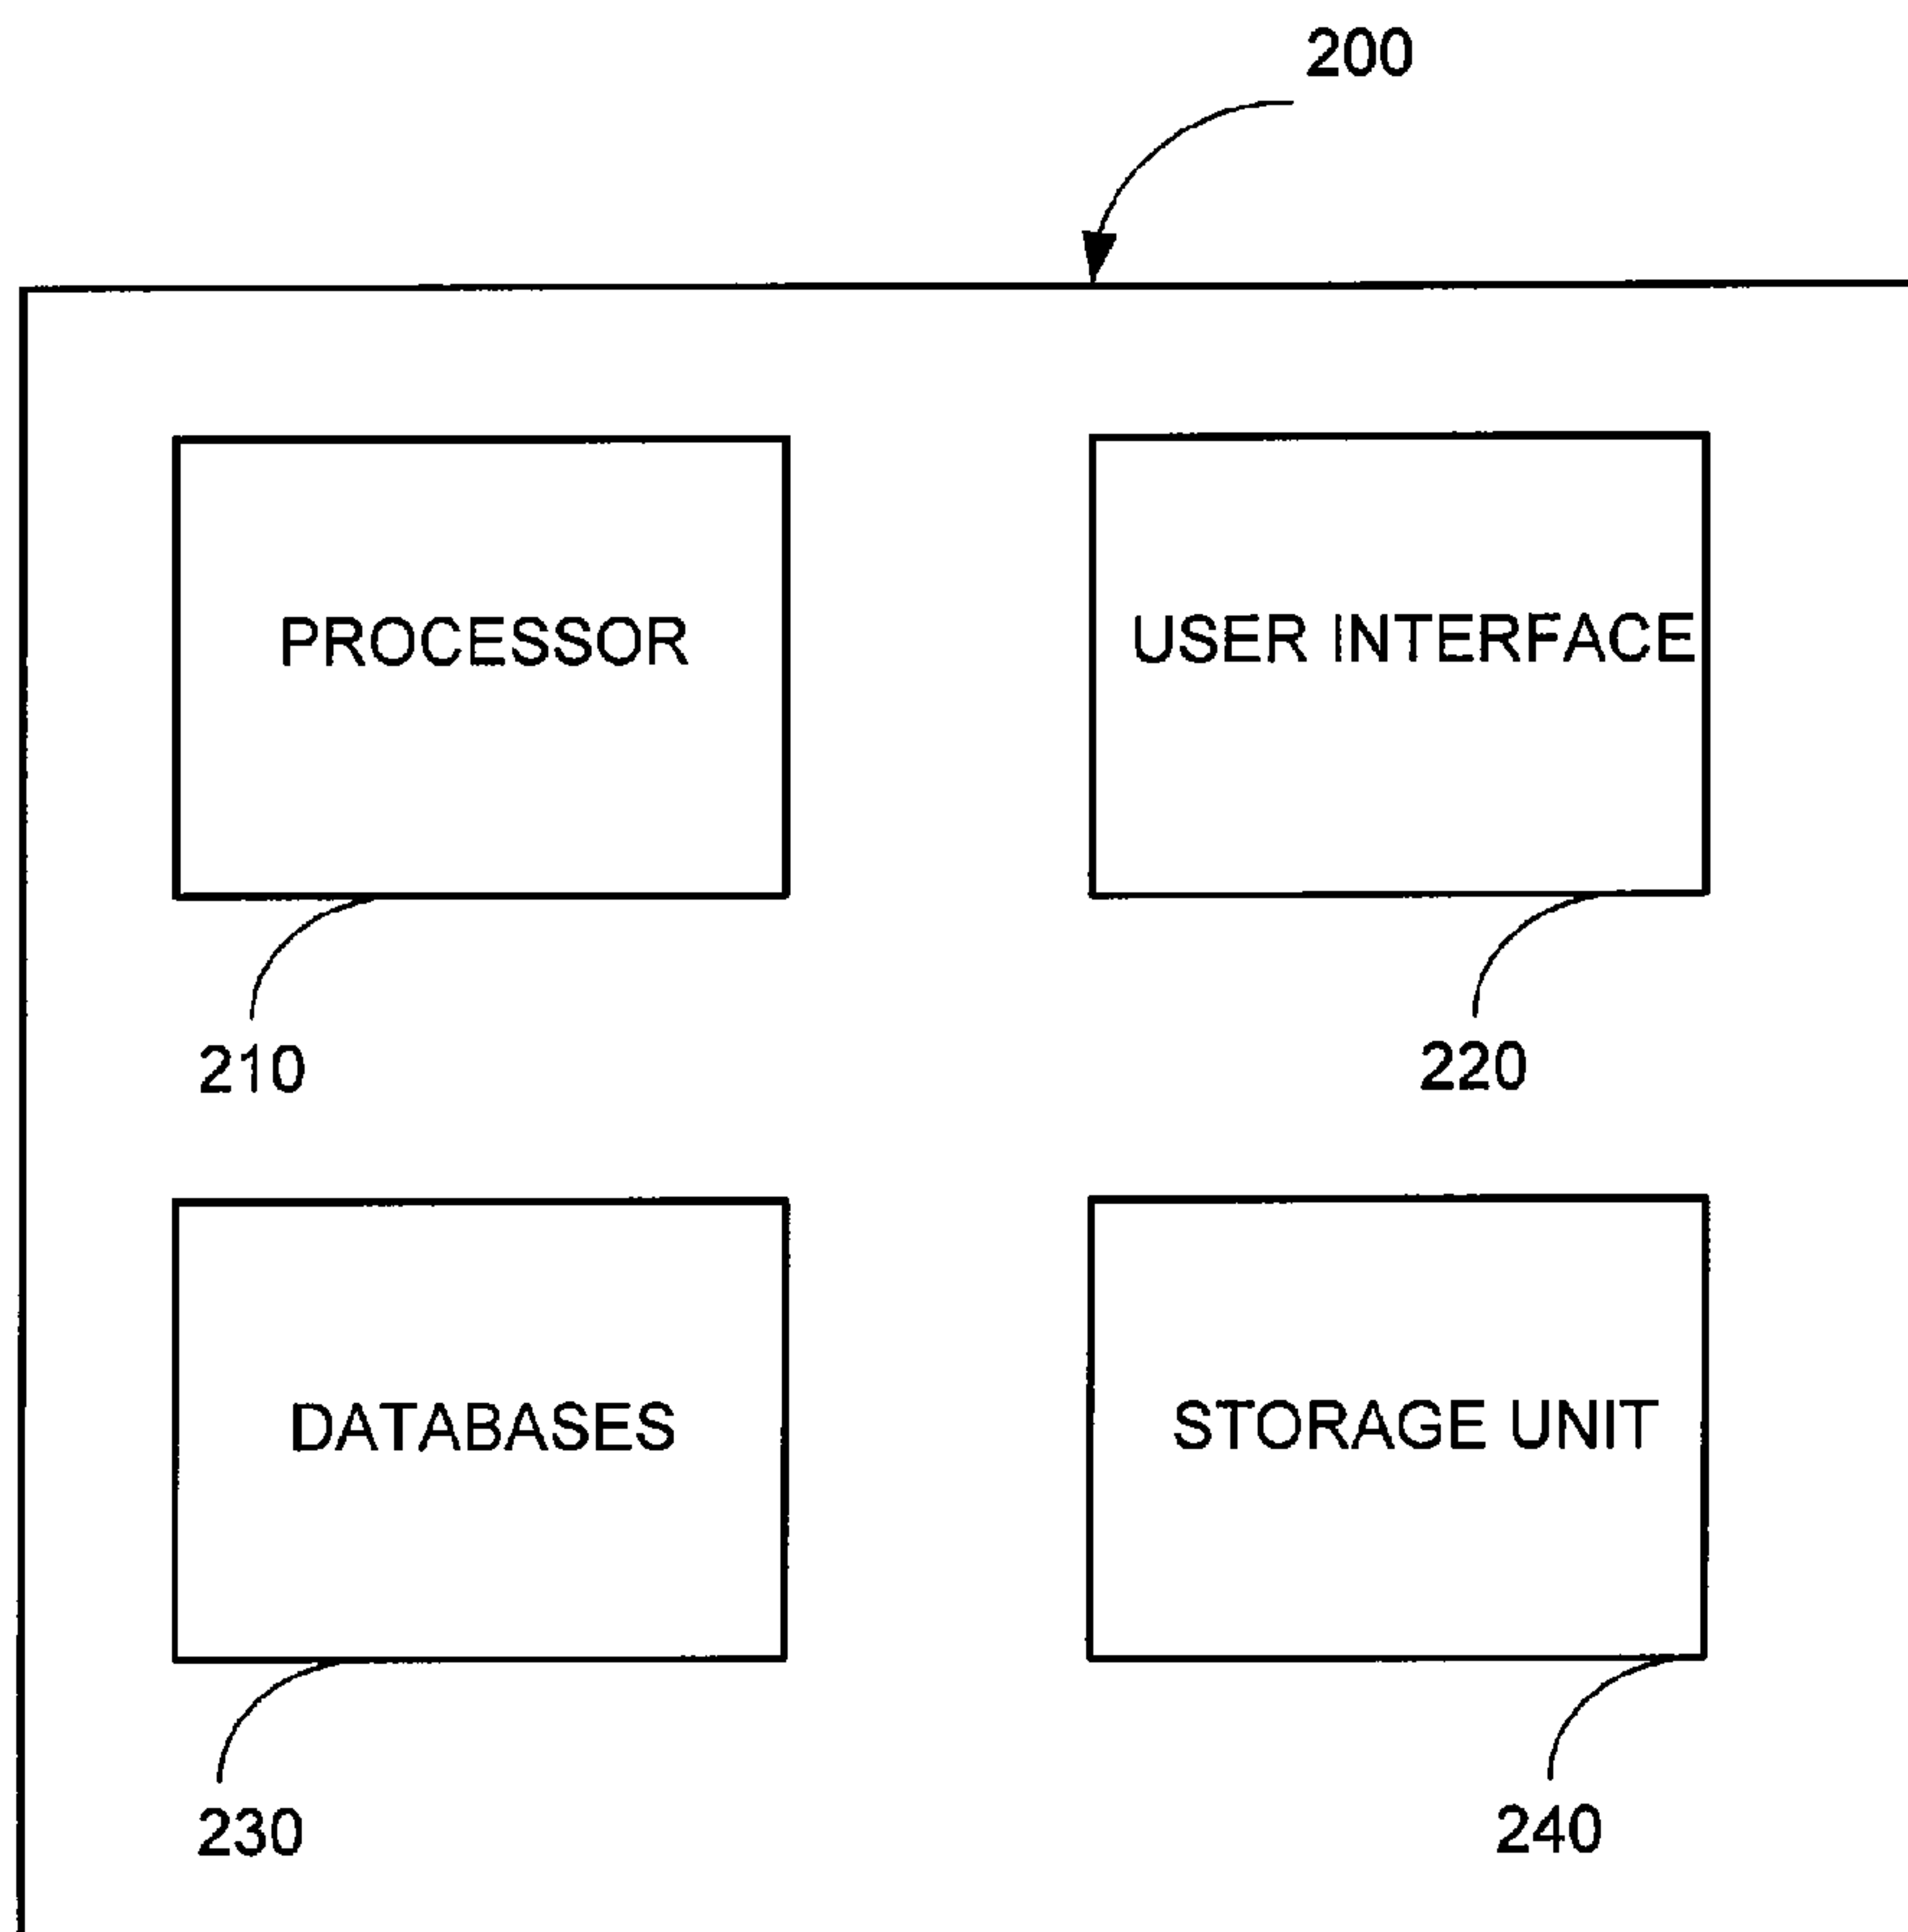 200
PROCESSOR
USER INTERFACE
210
220
DATABASES
STORAGE UNIT
230
240